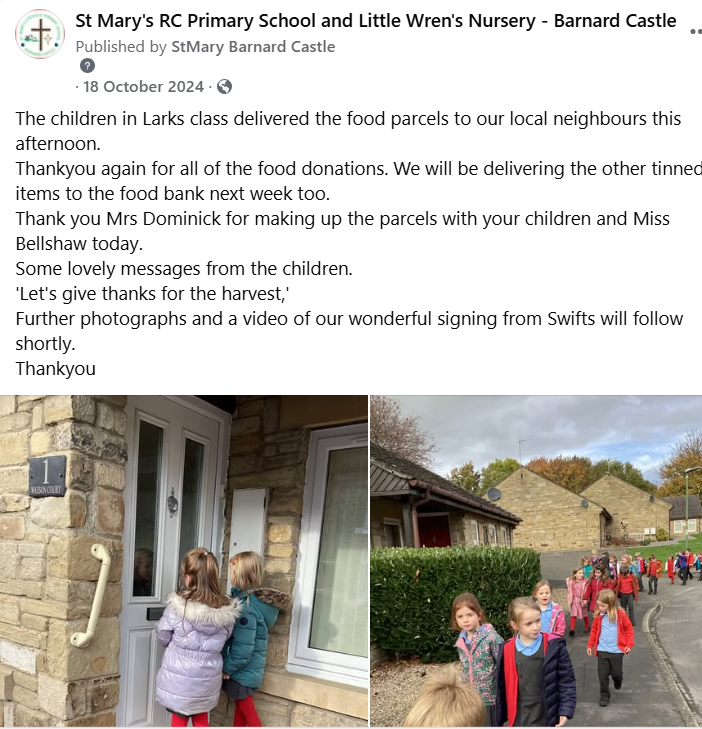 St Mary's RC Primary School and Little Wren's Nursery - Barnard Castle
Published by StMary Barnard Castle
?
· 18 October 2024 ·
The children in Larks class delivered the food parcels to our local neighbours this
afternoon.
Thankyou again for all of the food donations. We will be delivering the other tinned
items to the food bank next week too.
Thank you Mrs Dominick for making up the parcels with your children and Miss
Bellshaw today.
Some lovely messages from the children.
'Let's give thanks for the harvest,'
Further photographs and a video of our wonderful signing from Swifts will follow
shortly.
Thankyou
1
WATSON COURT